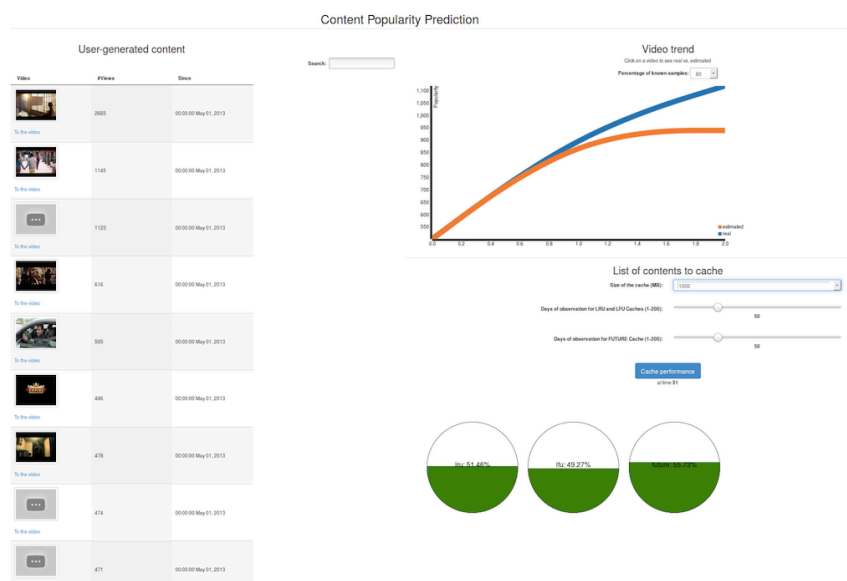 Content Popularity Prediction
User-generated content
Video #Views Since
To the video
2665 00:00:00 May 01, 2013
To the video
1145 00:00:00 May 01, 2013
To the video
1123 00:00:00 May 01, 2013
To the video
616 00:00:00 May 01, 2013
To the video
505 00:00:00 May 01, 2013
To the video
486 00:00:00 May 01, 2013
To the video
478 00:00:00 May 01, 2013
To the video
474 00:00:00 May 01, 2013
To the video
471 00:00:00 May 01, 2013
Search:
Video trend
Click on a video to see real vs. estimated
Percentage of known samples: 50
Popularity
1,100
1,050
1,000
950
900
850
800
750
700
650
600
550
0.0 0.2 0.4 0.6 0.8 1.0 1.2 1.4 1.6 1.8 2.0
estimated
real
List of contents to cache
Size of the cache (MB): 1000
Days of observation for LRU and LFU Caches (1-200):
50
Days of observation for FUTURE Cache (1-200):
50
Cache performance
at time 51
lru: 51.46%
lfu: 49.27%
future: 55.73%